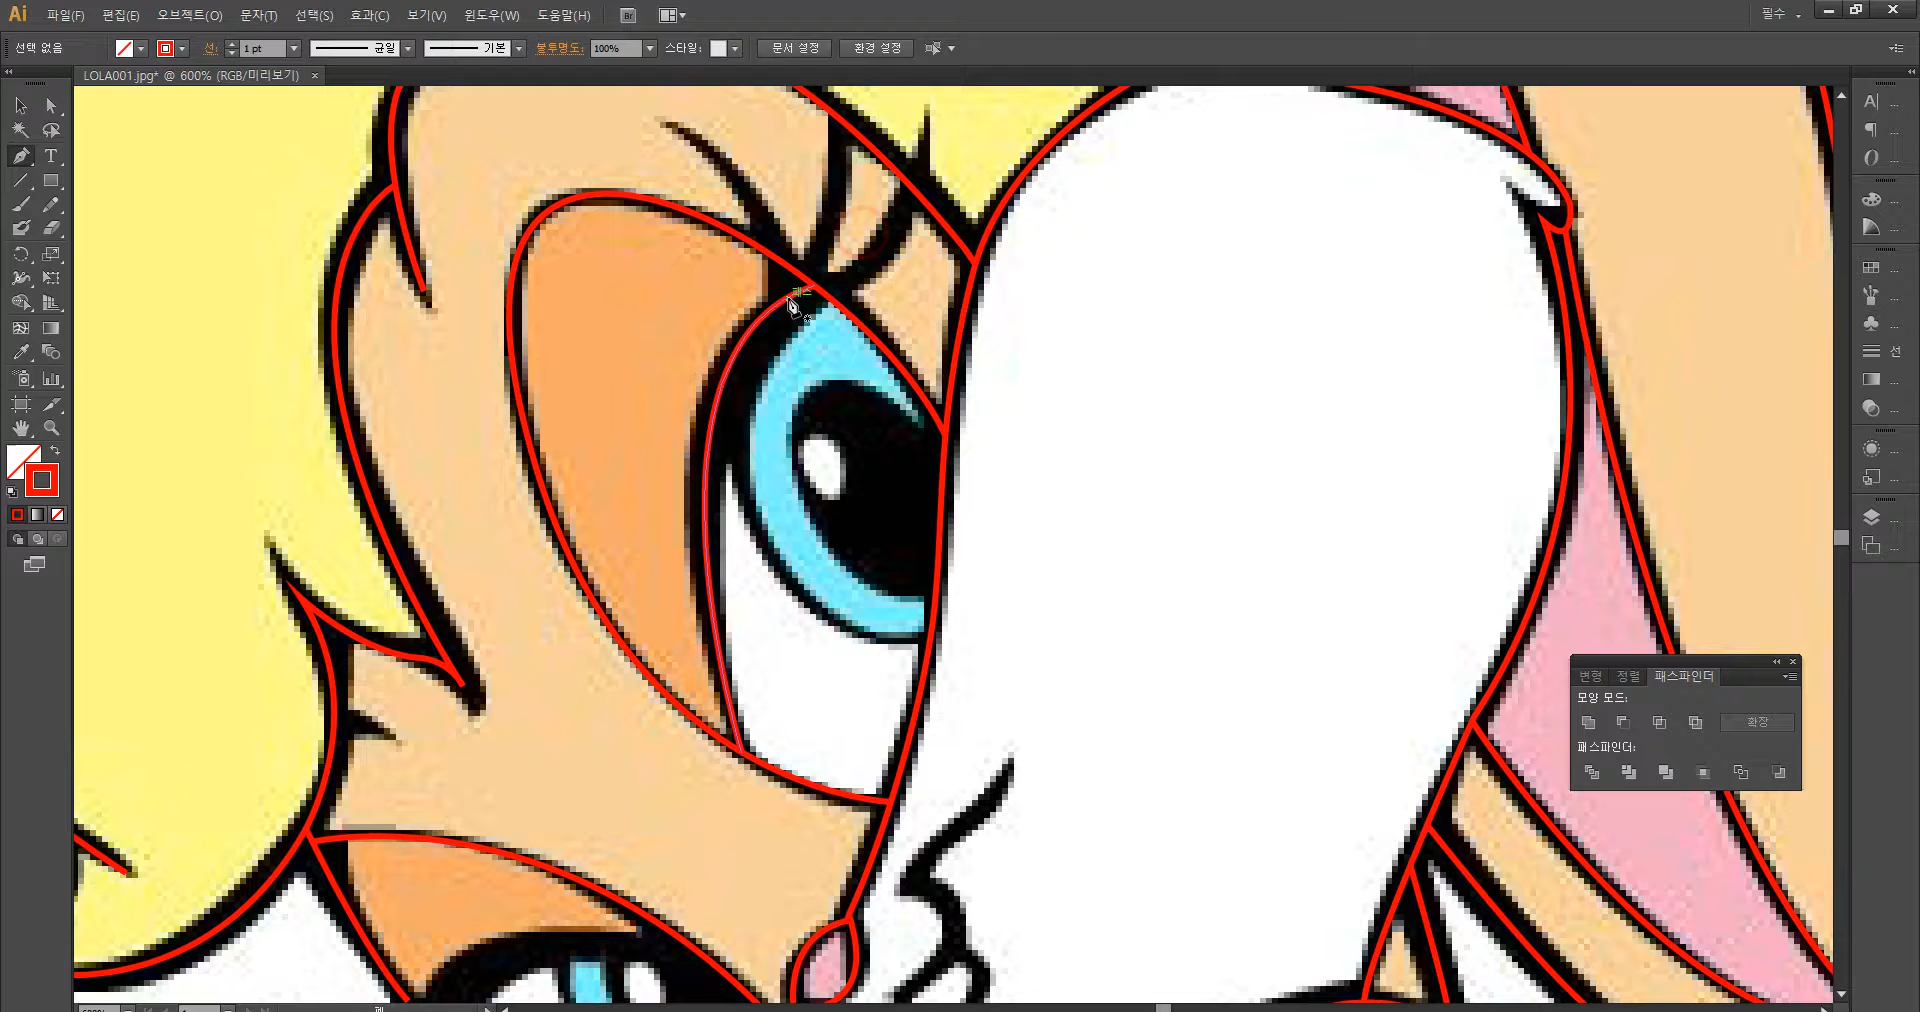 Ai 파일(F) 편집(E) 오브젝트(O) 문자(T) 선택(S) 효과(C) 보기(V) 윈도우(W) 도움말(H) Br 필수
선택 없음 선: 1 pt 균일 기본 불투명도: 100% 스타일: 문서 설정 환경 설정
LOLA001.jpg* @ 600% (RGB/미리보기) ×
패스
선
변형 정렬 패스파인더
모양 모드:
확장
패스파인더: